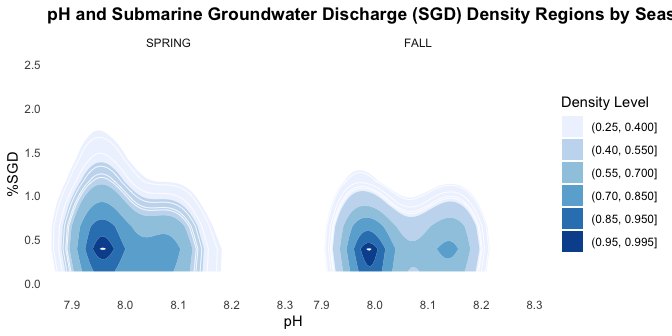 pH and Submarine Groundwater Discharge (SGD) Density Regions by Seas
SPRING
FALL
2.5
2.0
1.5
1.0
0.5
0.0
%SGD
7.9 8.0 8.1 8.2 8.3
7.9 8.0 8.1 8.2 8.3
pH
Density Level
(0.25, 0.400]
(0.40, 0.550]
(0.55, 0.700]
(0.70, 0.850]
(0.85, 0.950]
(0.95, 0.995]